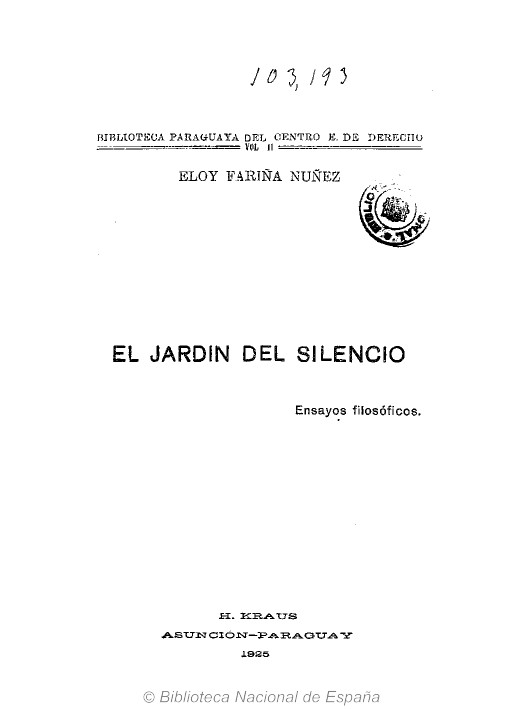 103,193
BIBLIOTECA PARAGUAYA DEL CENTRO E. DE DERECHO
VOL II
ELOY FARIÑA NUÑEZ
EL JARDIN DEL SILENCIO
Ensayos filosóficos.
H. KRAUS
ASUNCIÓN-PARAGUAY
1925
© Biblioteca Nacional de España